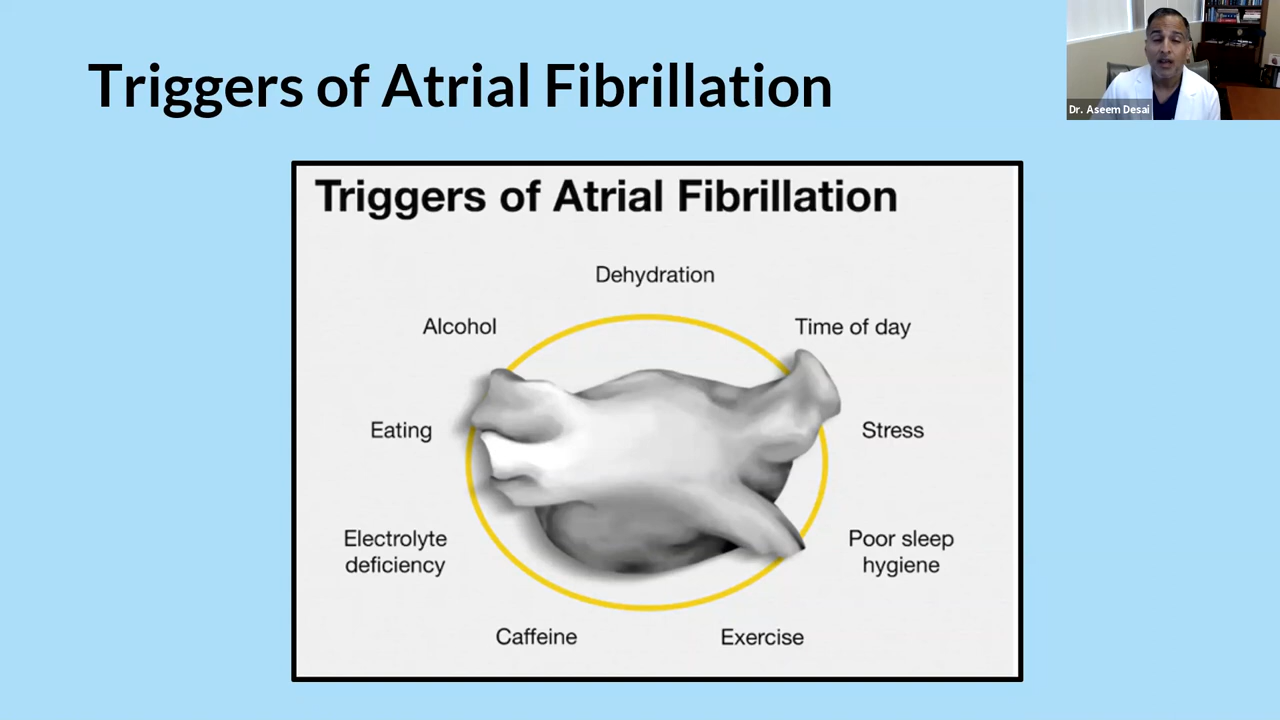 Triggers of Atrial Fibrillation
Dr. Aseem Desai
Triggers of Atrial Fibrillation
Dehydration
Alcohol
Time of day
Eating
Stress
Electrolyte
deficiency
Poor sleep
hygiene
Caffeine
Exercise